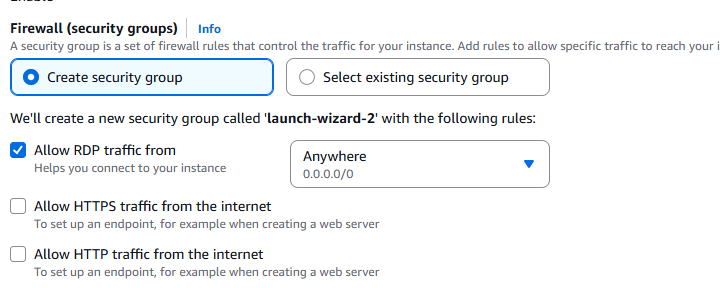 Firewall (security groups) Info
A security group is a set of firewall rules that control the traffic for your instance. Add rules to allow specific traffic to reach your i
Create security group
Select existing security group
We'll create a new security group called 'launch-wizard-2' with the following rules:
Allow RDP traffic from
Helps you connect to your instance
Anywhere
0.0.0.0/0
Allow HTTPS traffic from the internet
To set up an endpoint, for example when creating a web server
Allow HTTP traffic from the internet
To set up an endpoint, for example when creating a web server